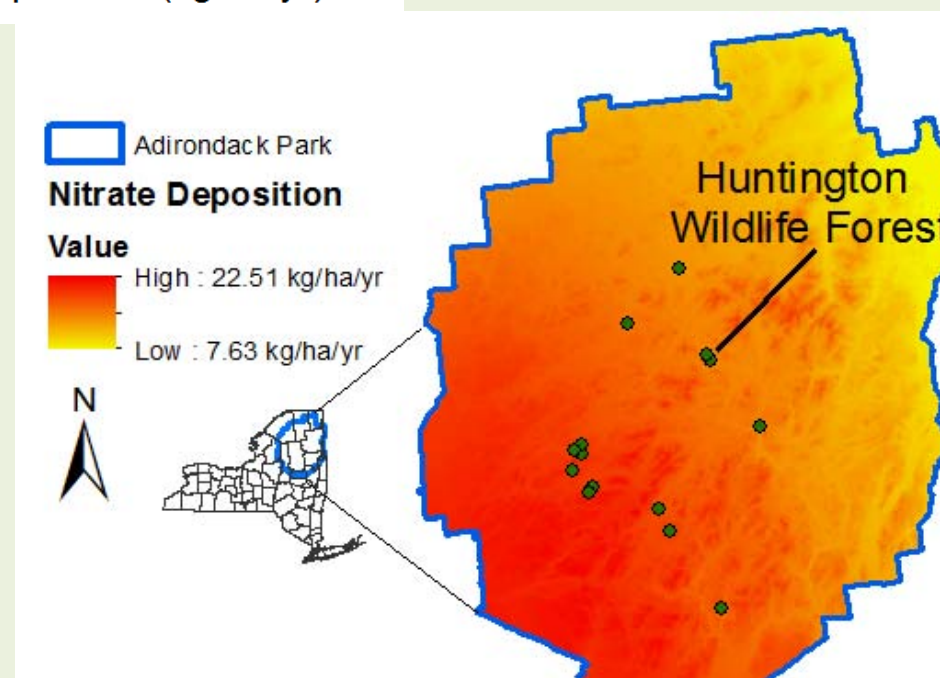 Adirondack Park
Nitrate Deposition
Value
High : 22.51 kg/ha/yr
Low : 7.63 kg/ha/yr
N
Huntington
Wildlife Forest